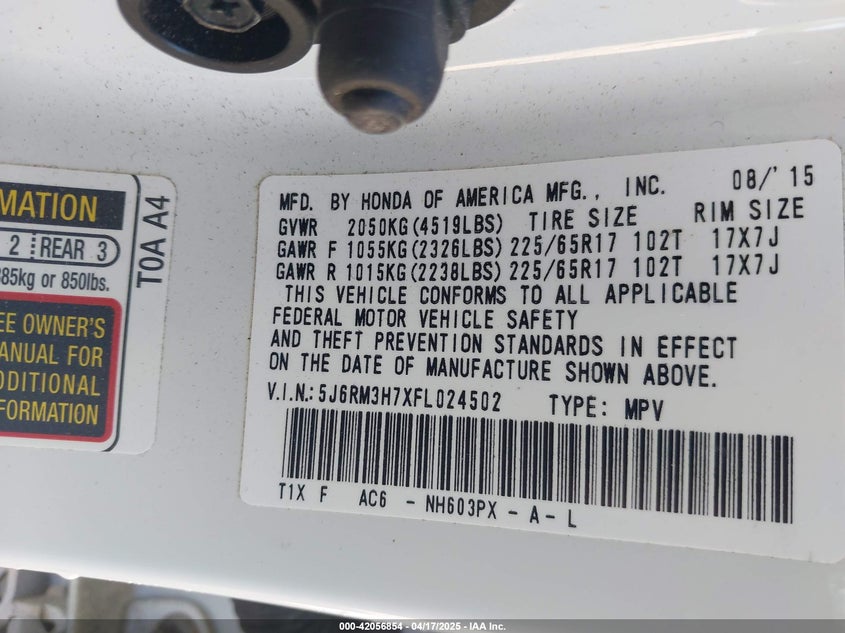 MATION
2 REAR 3
385kg or 850lbs.
EE OWNER'S
ANUAL FOR
DDITIONAL
FORMATION
T0A A4
MFD. BY HONDA OF AMERICA MFG., INC. 08/'15
GVWR 2050KG(4519LBS) TIRE SIZE RIM SIZE
GAWR F 1055KG(2326LBS) 225/65R17 102T 17X7J
GAWR R 1015KG(2238LBS) 225/65R17 102T 17X7J
THIS VEHICLE CONFORMS TO ALL APPLICABLE
FEDERAL MOTOR VEHICLE SAFETY
AND THEFT PREVENTION STANDARDS IN EFFECT
ON THE DATE OF MANUFACTURE SHOWN ABOVE.
V.I.N.:5J6RM3H7XFL024502 TYPE: MPV
T1X F AC6 - NH603PX - A - L
000-42056854 - 04/17/2025 - IAA Inc.